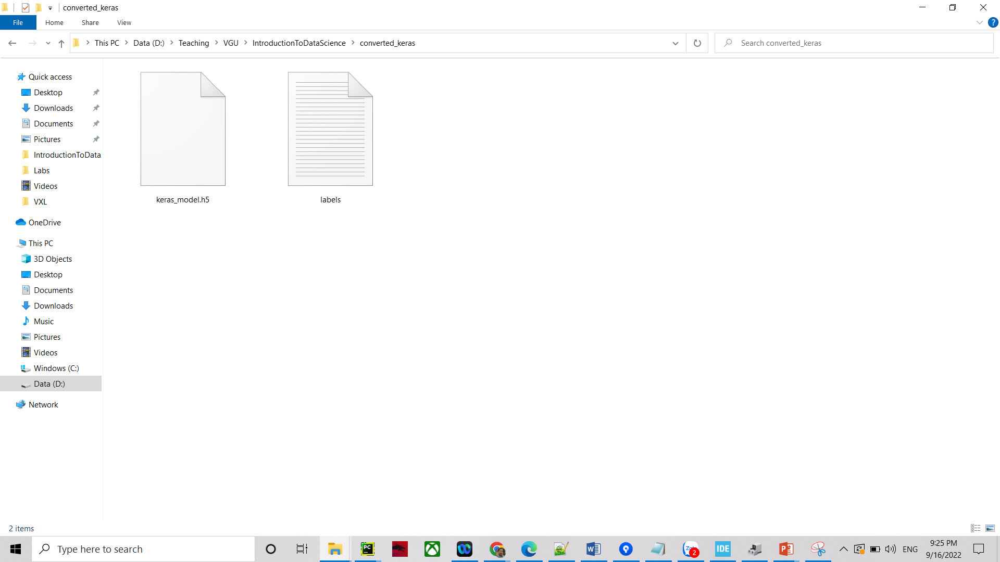 converted_keras
File Home Share View
?
This PC Data (D:) Teaching VGU IntroductionToDataScience converted_keras
Search converted_keras
Quick access
Desktop
Downloads
Documents
Pictures
IntroductionToData
Labs
Videos
VXL
OneDrive
This PC
3D Objects
Desktop
Documents
Downloads
Music
Pictures
Videos
Windows (C:)
Data (D:)
Network
keras_model.h5
labels
2 items
Type here to search
PC
W
2
IDE
P
ENG
9:25 PM
9/16/2022